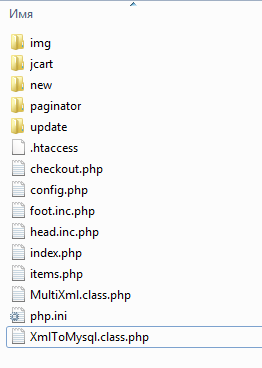 Имя
img
jcart
new
paginator
update
.htaccess
checkout.php
config.php
foot.inc.php
head.inc.php
index.php
items.php
MultiXml.class.php
php.ini
XmlToMysql.class.php